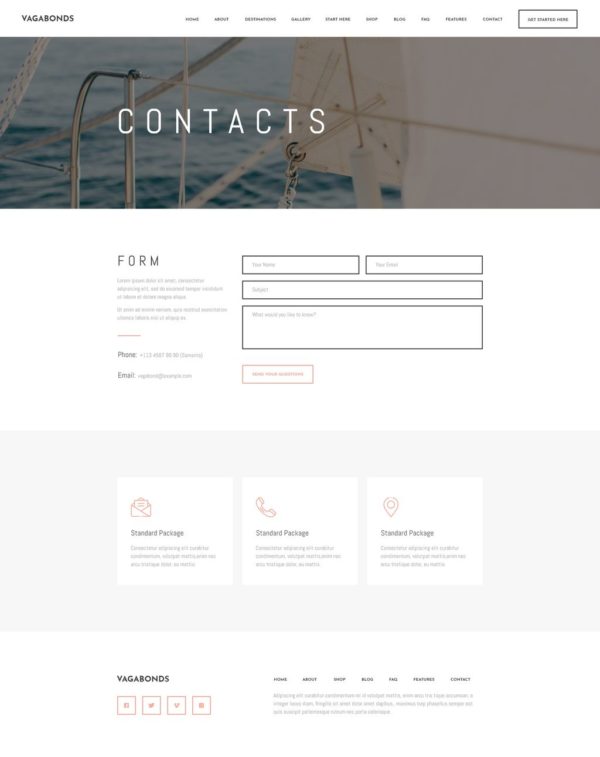 VAGABONDS
HOME ABOUT DESTINATIONS GALLERY START HERE SHOP BLOG FAQ FEATURES CONTACT GET STARTED HERE
CONTACTS
FORM
Lorem ipsum dolor sit amet, consectetur
adipiscing elit, sed do eiusmod tempor incididunt
ut labore et dolore magna aliqua.
Ut enim ad minim veniam, quis nostrud exercitation
ullamco laboris nisi ut aliquip ex.
Phone: +113 4567 89 90 (Samanta)
Email: vagabond@example.com
Your Name
Your Email
Subject
What would you like to know?
SEND YOUR QUESTIONS
Standard Package
Consectetur adipiscing elit curabitur
condimentum, volutpat mattis,enim nec
arcu tristique dolor, eu mattis.
Standard Package
Consectetur adipiscing elit curabitur
condimentum, volutpat mattis,enim nec
arcu tristique dolor, eu mattis.
Standard Package
Consectetur adipiscing elit curabitur
condimentum, volutpat mattis,enim nec
arcu tristique dolor, eu mattis.
VAGABONDS
HOME ABOUT SHOP BLOG FAQ FEATURES CONTACT
Adipiscing elit curabitur condimentum id volutpat mattis, enim arcu tris tique accumsan, a
integer lacus diam, fringilla sit amet dolor amet dapibus, maximus nep phasellus semper est
quis suscipit pellentesque rutrum nec porta